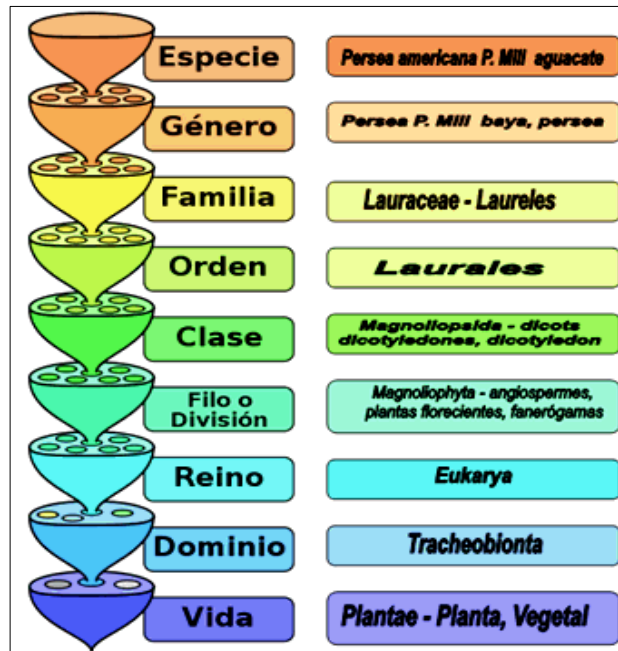 Especie
Persea americana P. Mill aguacate
Género
Persea P. Mill baya, persea
Familia
Lauraceae - Laureles
Orden
Laurales
Clase
Magnoliopsida - dicots
dicotyledones, dicotyledon
Filo o
División
Magnoliophyta - angiospermes,
plantas florecientes, fanerógamas
Reino
Eukarya
Dominio
Tracheobionta
Vida
Plantae - Planta, Vegetal